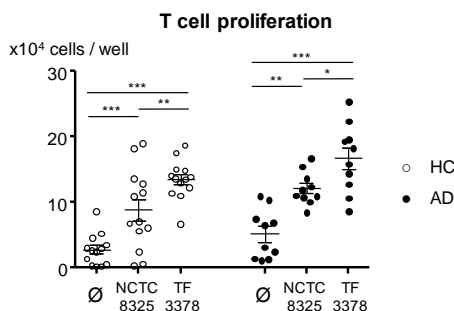 T cell proliferation
x10⁴ cells / well
30
20
10
0
*** ** ***
*** ** ** *
Ø NCTC 8325 TF 3378 Ø NCTC 8325 TF 3378
HC
AD